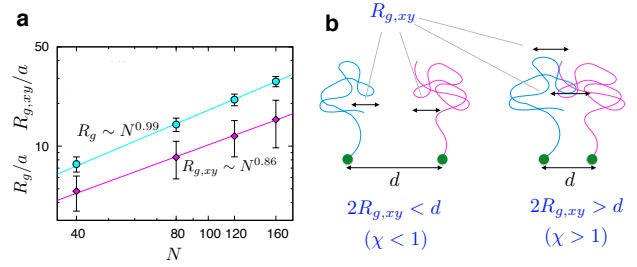 a
50
10
R_g/a R_{g,xy}/a
R_g ∼ N^{0.99}
R_{g,xy} ∼ N^{0.86}
40 80 100 120 160
N
b
R_{g,xy}
d d
2R_{g,xy} < d 2R_{g,xy} > d
(χ < 1) (χ > 1)